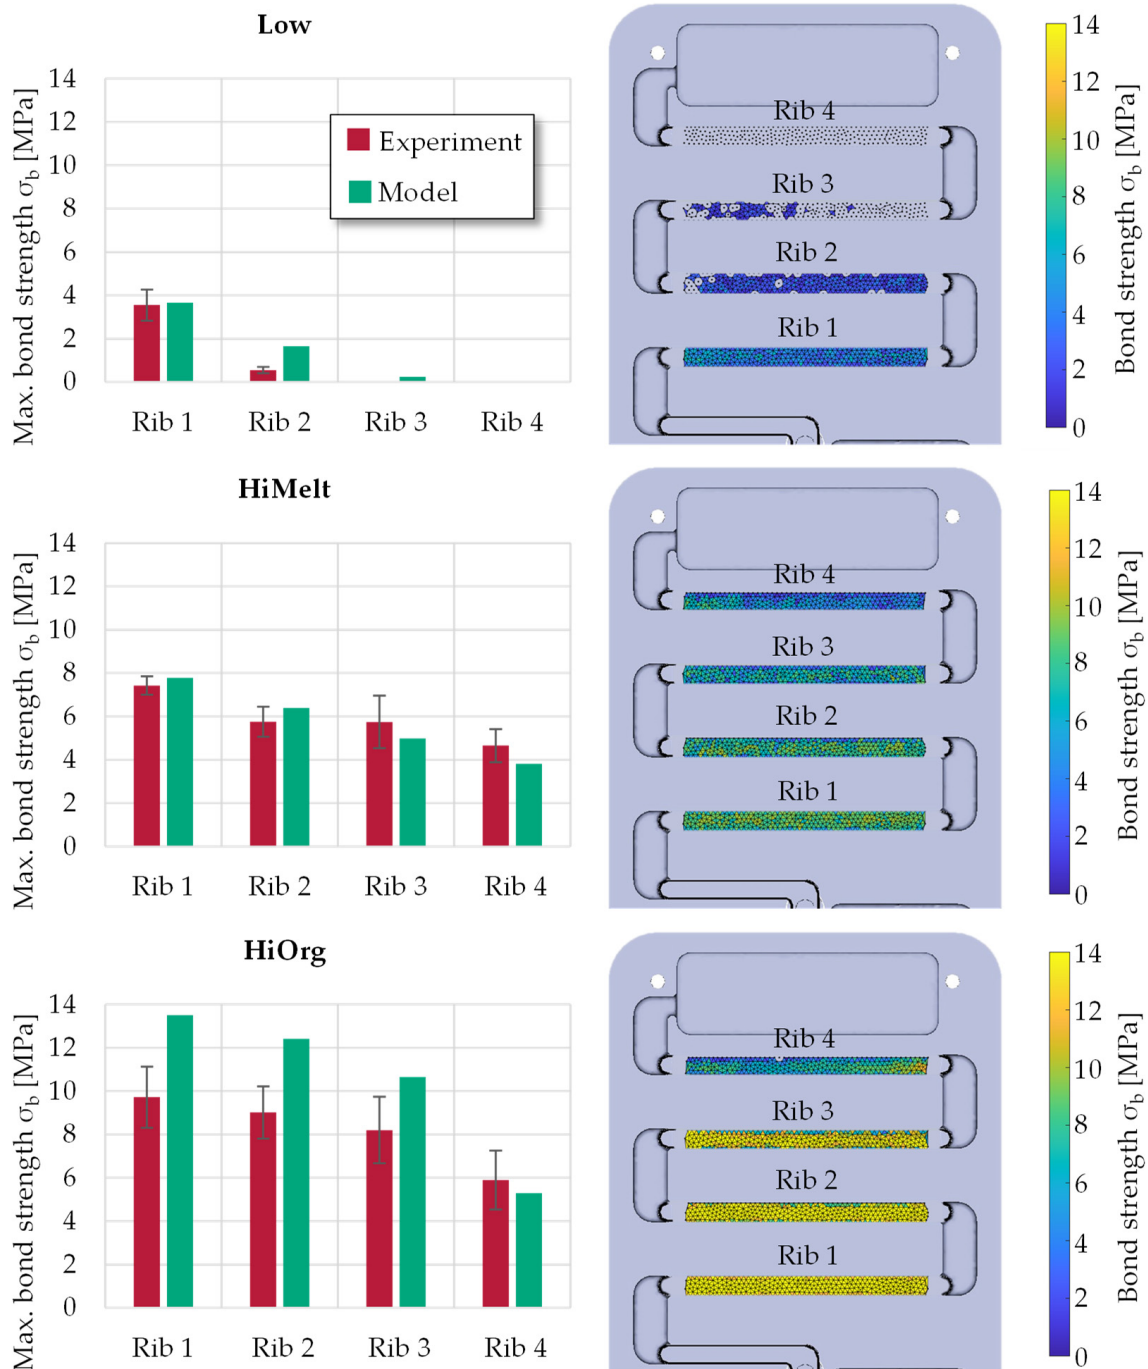 Low
Max. bond strength σb [MPa]
14
12
10
8
6
4
2
0
Experiment
Model
Rib 1 Rib 2 Rib 3 Rib 4
Rib 4
Rib 3
Rib 2
Rib 1
14
12
10
8
6
4
2
0
Bond strength σb [MPa]
HiMelt
Max. bond strength σb [MPa]
14
12
10
8
6
4
2
0
Rib 1 Rib 2 Rib 3 Rib 4
Rib 4
Rib 3
Rib 2
Rib 1
14
12
10
8
6
4
2
0
Bond strength σb [MPa]
HiOrg
Max. bond strength σb [MPa]
14
12
10
8
6
4
2
0
Rib 1 Rib 2 Rib 3 Rib 4
Rib 4
Rib 3
Rib 2
Rib 1
14
12
10
8
6
4
2
0
Bond strength σb [MPa]